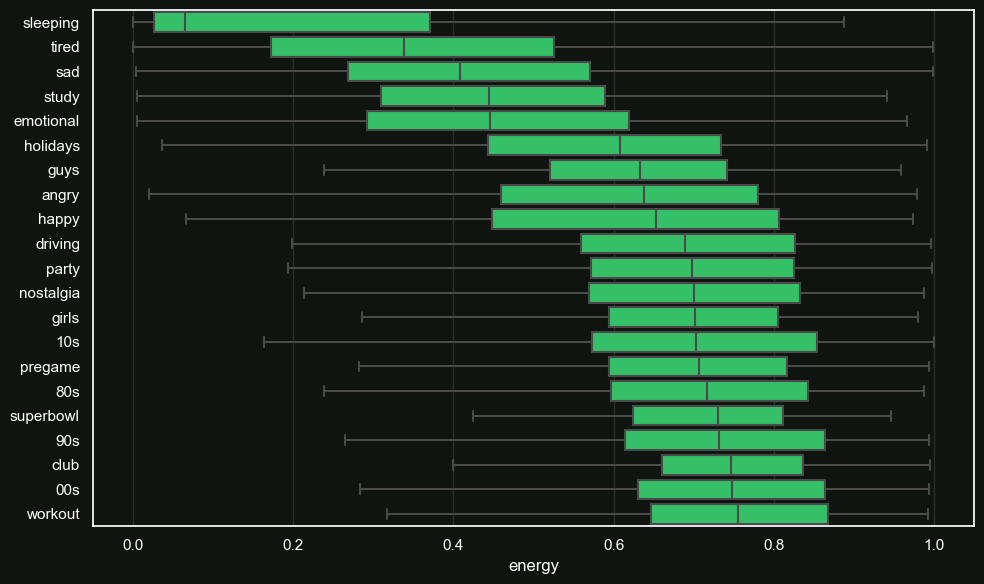 sleeping
tired
sad
study
emotional
holidays
guys
angry
happy
driving
party
nostalgia
girls
10s
pregame
80s
superbowl
90s
club
00s
workout
0.0 0.2 0.4 0.6 0.8 1.0
energy